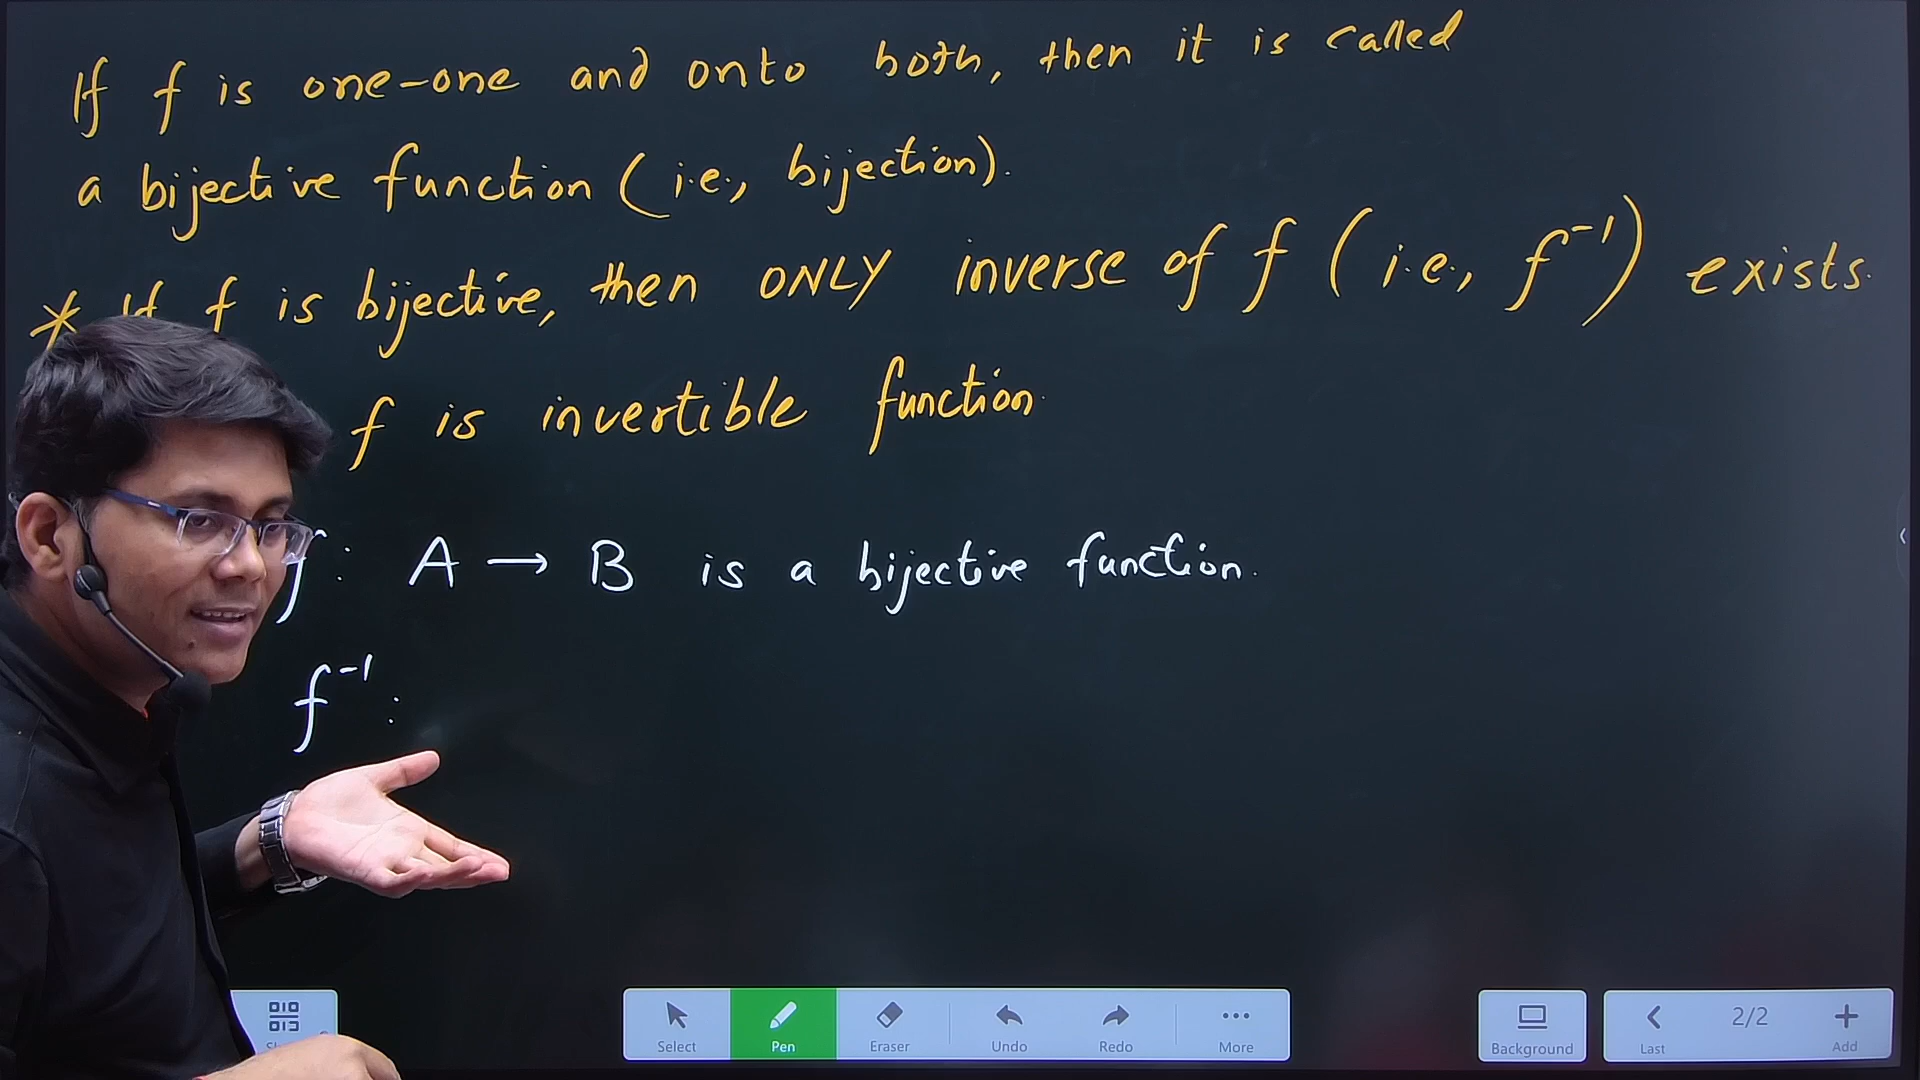 If f is one-one and onto both, then it is called
a bijective function (i.e., bijection).
* If f is bijective, then ONLY inverse of f (i.e., f⁻¹) exists.
f is invertible function.
f : A → B is a bijective function.
f⁻¹ :
Select Pen Eraser Undo Redo More Background Last 2/2 Add